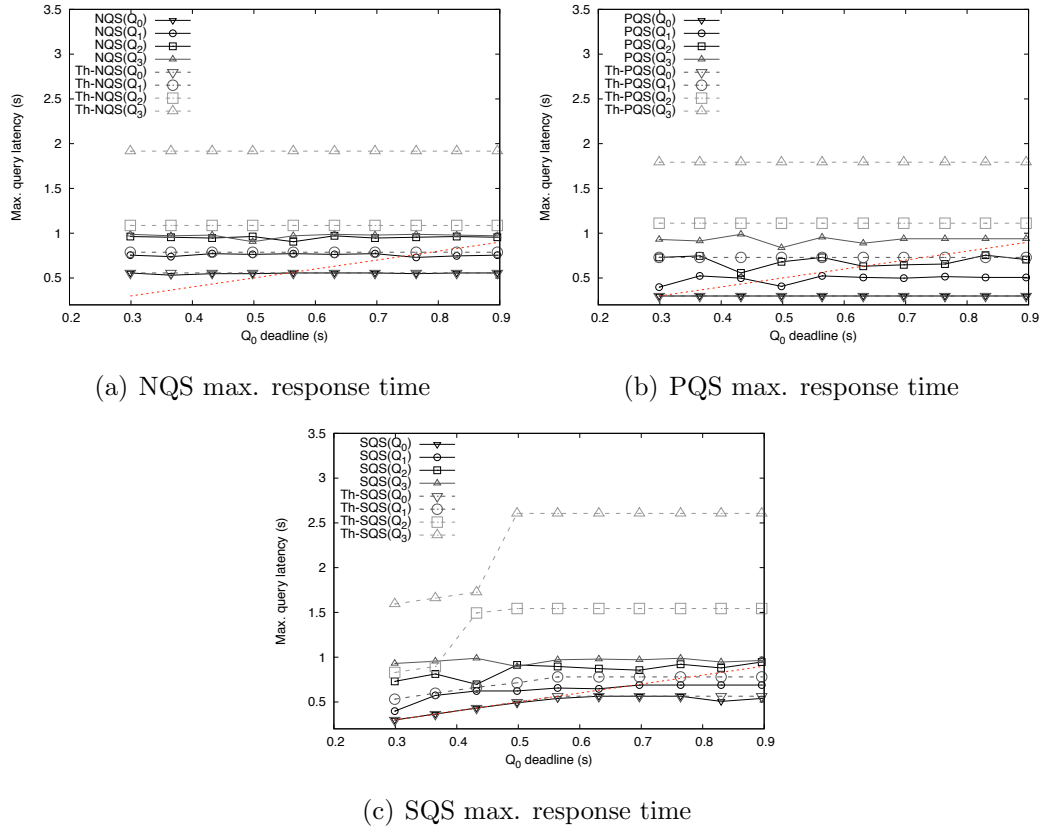 3.5
3
2.5
2
1.5
1
0.5
0.2 0.3 0.4 0.5 0.6 0.7 0.8 0.9
Max. query latency (s)
Q0 deadline (s)
NQS(Q0)
NQS(Q1)
NQS(Q2)
NQS(Q3)
Th-NQS(Q0)
Th-NQS(Q1)
Th-NQS(Q2)
Th-NQS(Q3)
(a) NQS max. response time
3.5
3
2.5
2
1.5
1
0.5
0.2 0.3 0.4 0.5 0.6 0.7 0.8 0.9
Max. query latency (s)
Q0 deadline (s)
PQS(Q0)
PQS(Q1)
PQS(Q2)
PQS(Q3)
Th-PQS(Q0)
Th-PQS(Q1)
Th-PQS(Q2)
Th-PQS(Q3)
(b) PQS max. response time
3.5
3
2.5
2
1.5
1
0.5
0.2 0.3 0.4 0.5 0.6 0.7 0.8 0.9
Max. query latency (s)
Q0 deadline (s)
SQS(Q0)
SQS(Q1)
SQS(Q2)
SQS(Q3)
Th-SQS(Q0)
Th-SQS(Q1)
Th-SQS(Q2)
Th-SQS(Q3)
(c) SQS max. response time